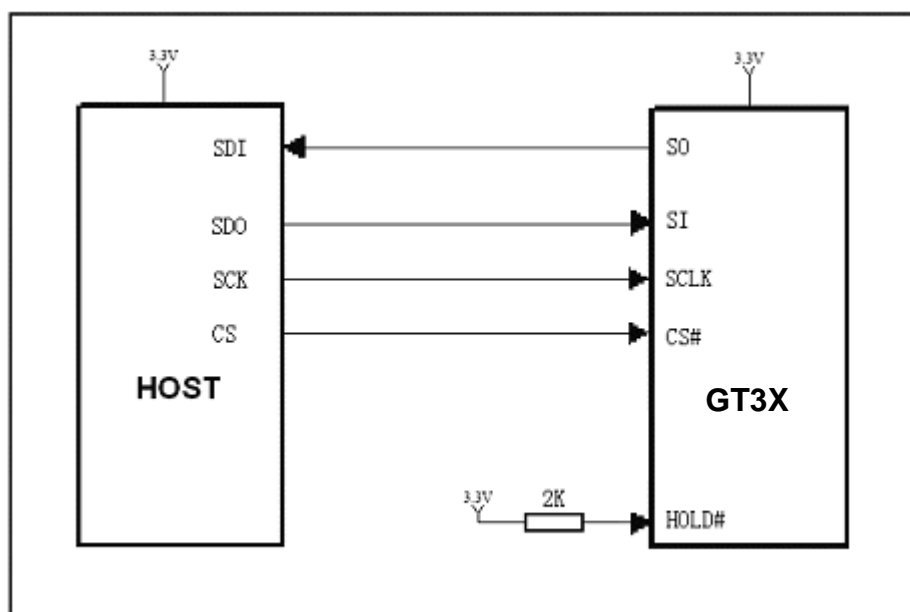 3.3V
3.3V
SDI
SO
SDO
SI
SCK
SCLK
CS
CS#
HOST
GT3X
3.3V
2K
HOLD#